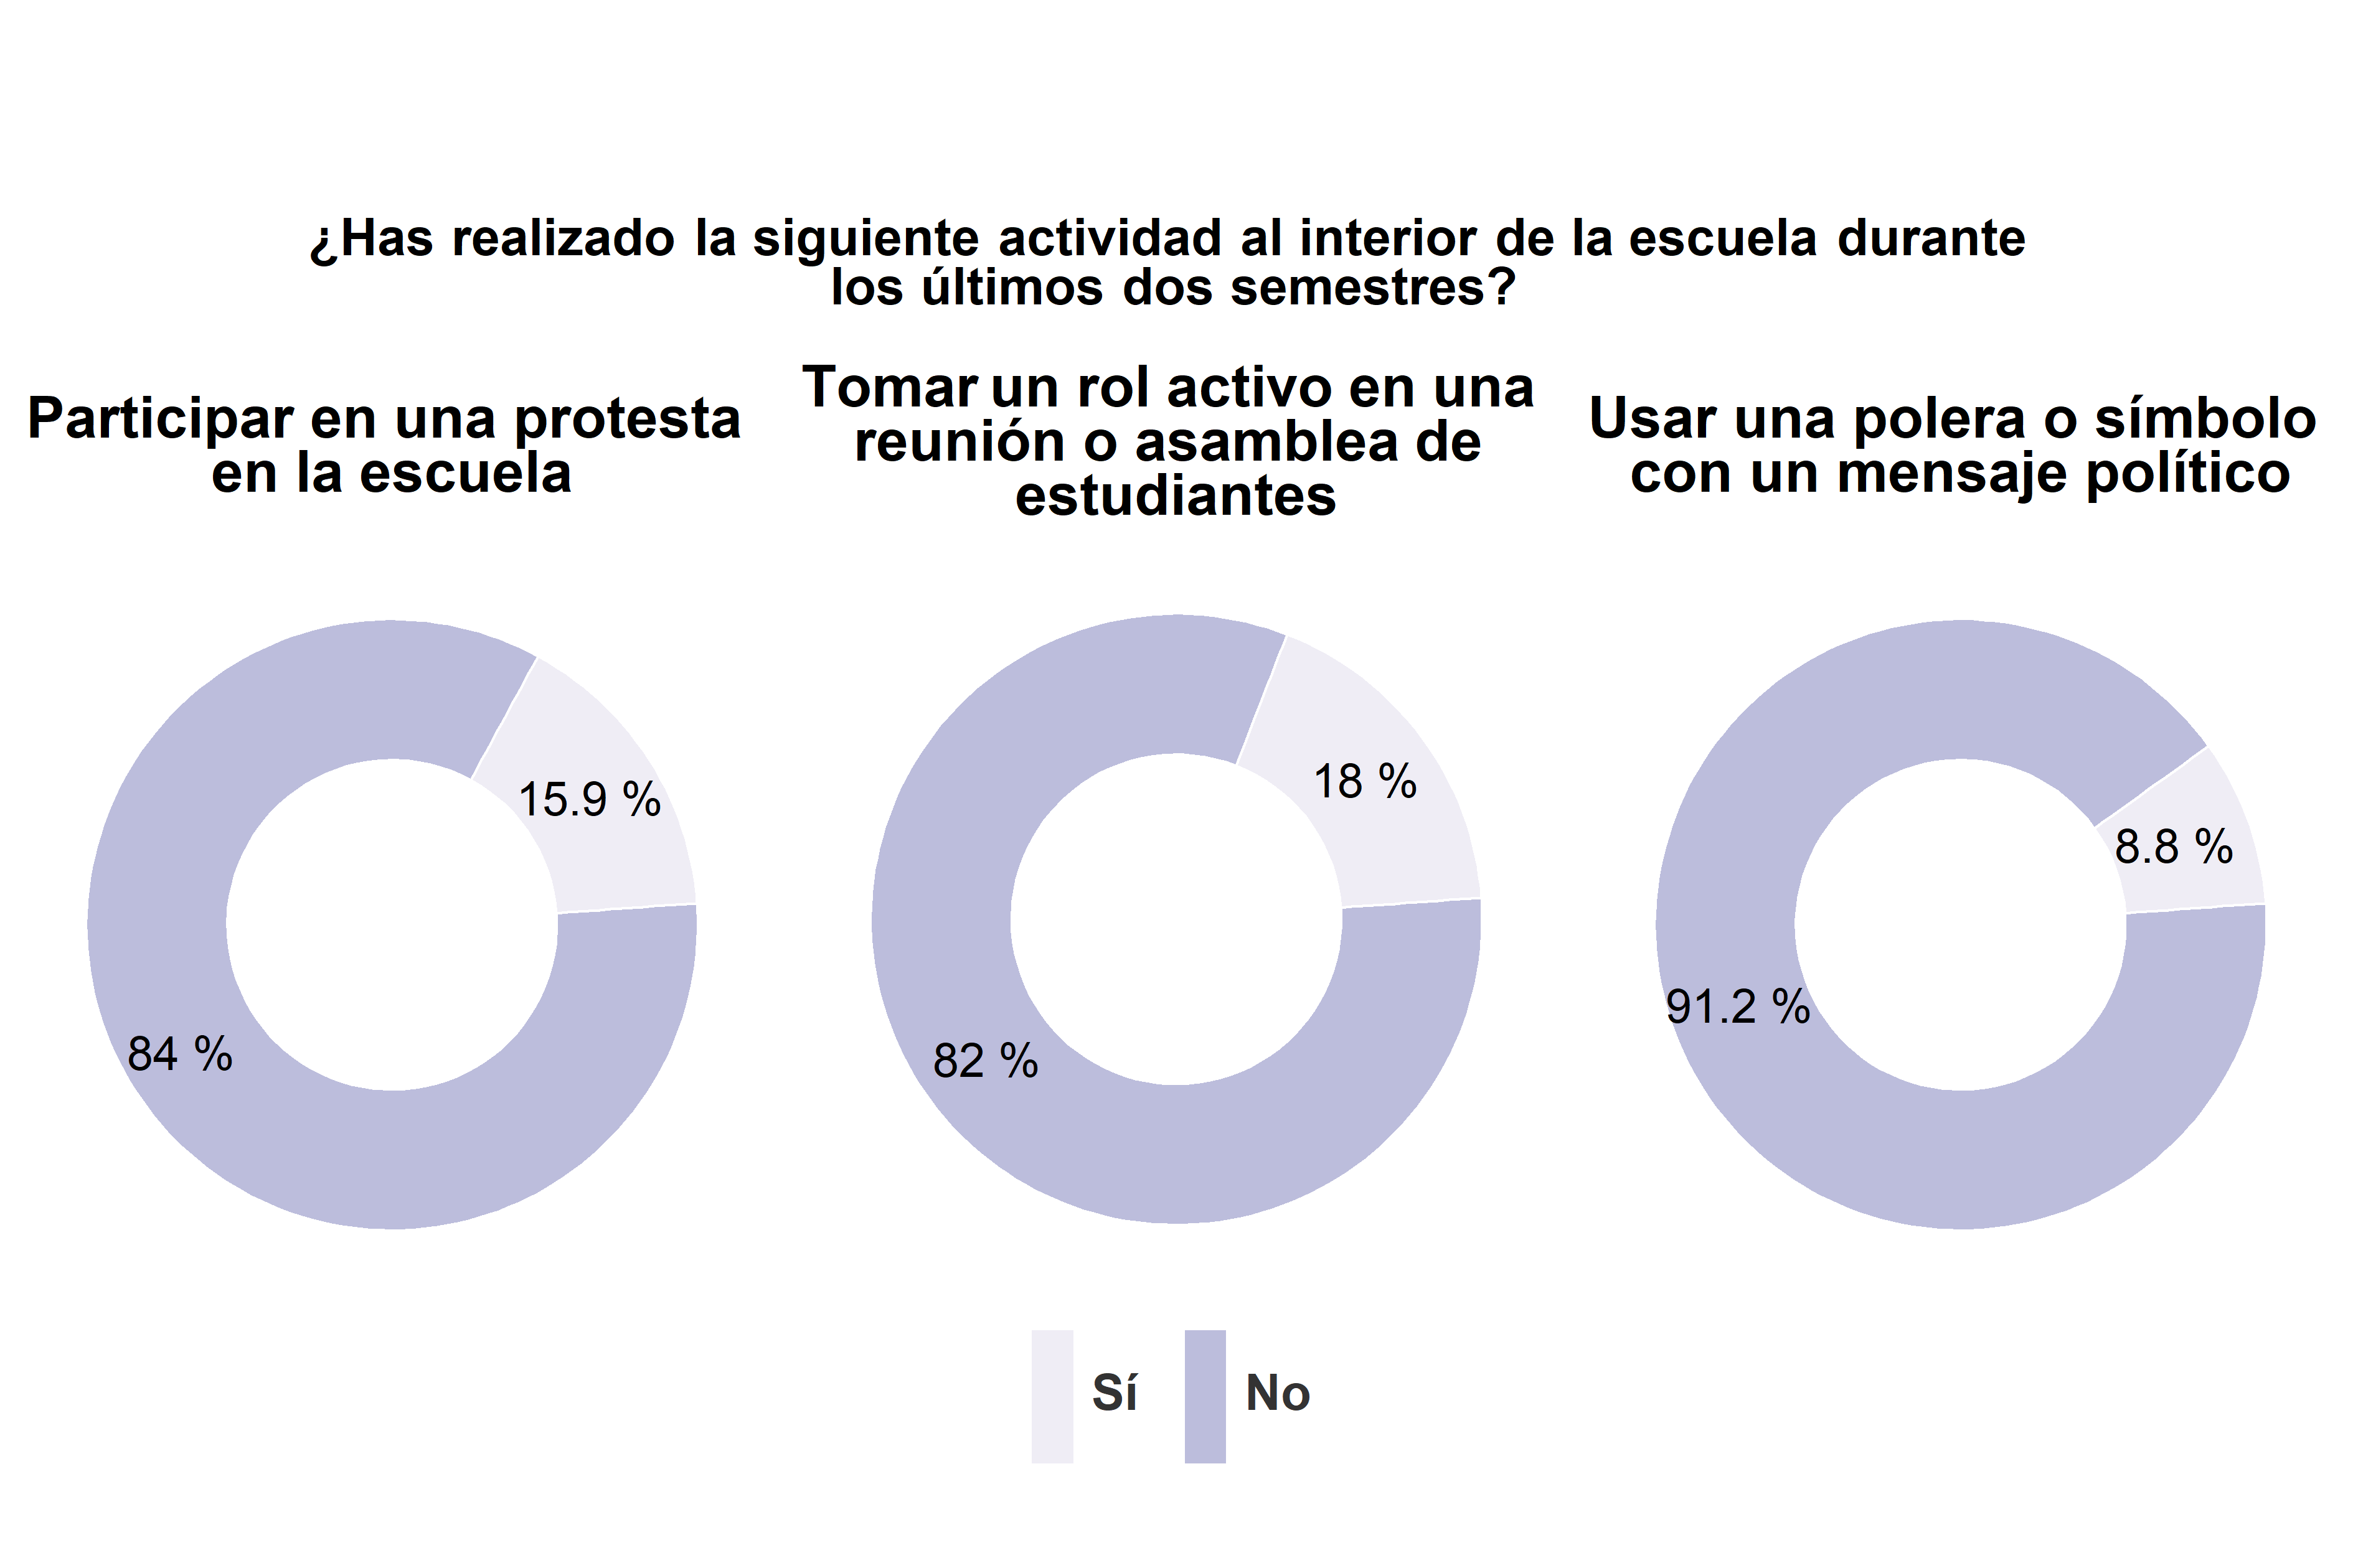 ¿Has realizado la siguiente actividad al interior de la escuela durante
los últimos dos semestres?
Participar en una protesta
en la escuela
Tomar un rol activo en una
reunión o asamblea de
estudiantes
Usar una polera o símbolo
con un mensaje político
15.9 %
84 %
18 %
82 %
8.8 %
91.2 %
Sí
No